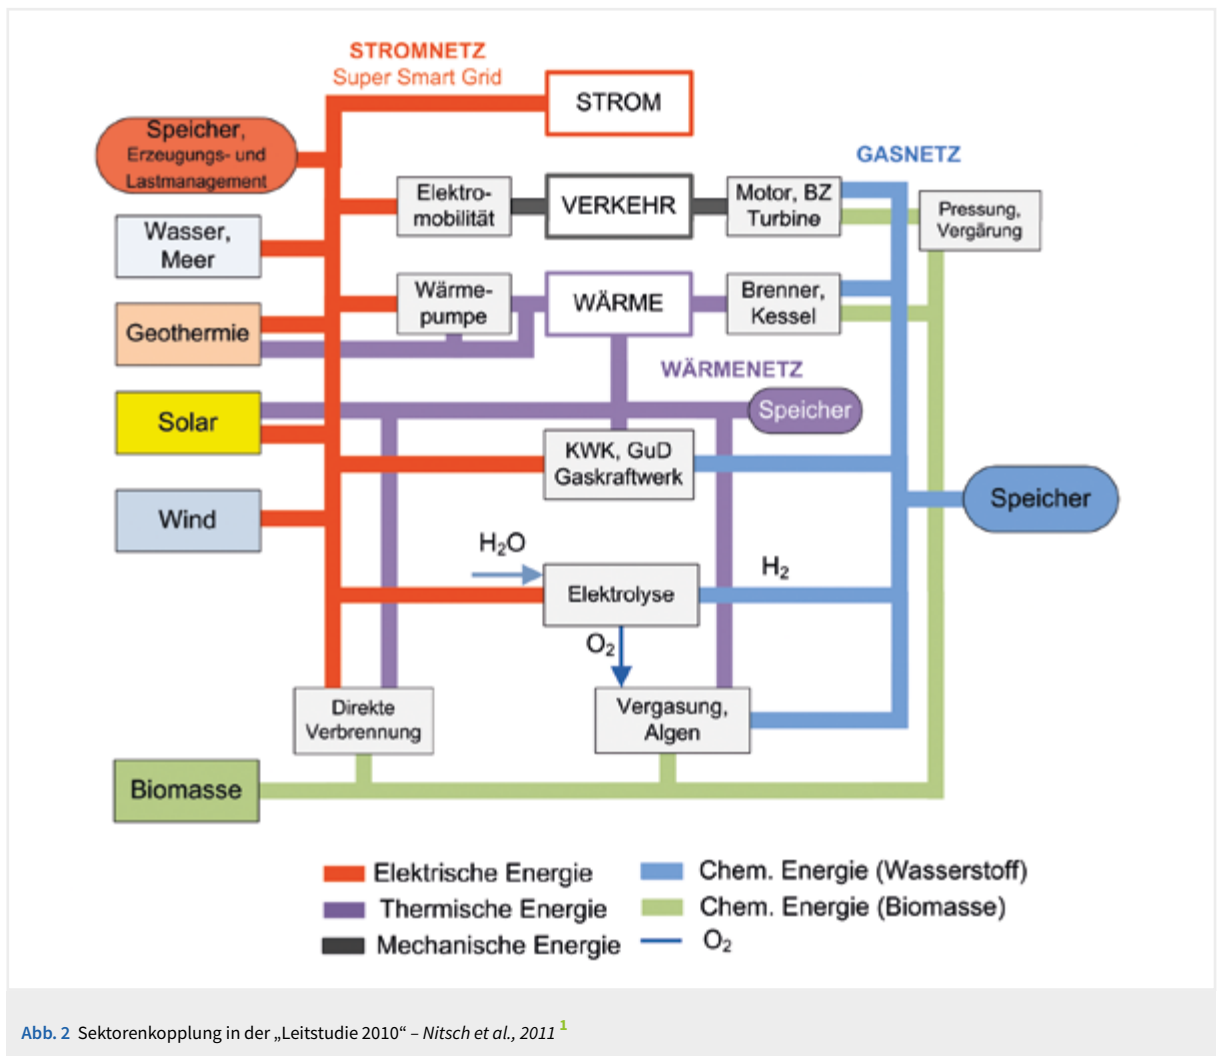 STROMNETZ
Super Smart Grid
STROM
Speicher,
Erzeugungs- und
Lastmanagement
GASNETZ
Elektro-
mobilität
VERKEHR
Motor, BZ
Turbine
Pressung,
Vergärung
Wasser,
Meer
Wärme-
pumpe
WÄRME
Brenner,
Kessel
Geothermie
WÄRMENETZ
Solar
Speicher
KWK, GuD
Gaskraftwerk
Speicher
Wind
H₂O
Elektrolyse
H₂
O₂
Direkte
Verbrennung
Vergasung,
Algen
Biomasse
Elektrische Energie
Thermische Energie
Mechanische Energie
Chem. Energie (Wasserstoff)
Chem. Energie (Biomasse)
O₂
Abb. 2 Sektorenkopplung in der „Leitstudie 2010“ – Nitsch et al., 2011 ¹